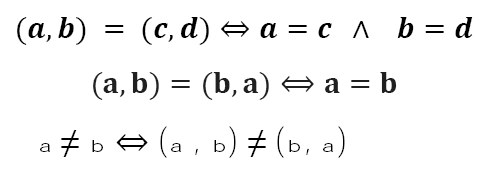 (a, b) = (c, d) ⇔ a = c ∧ b = d
(a, b) = (b, a) ⇔ a = b
a ≠ b ⇔ (a , b) ≠ (b, a)